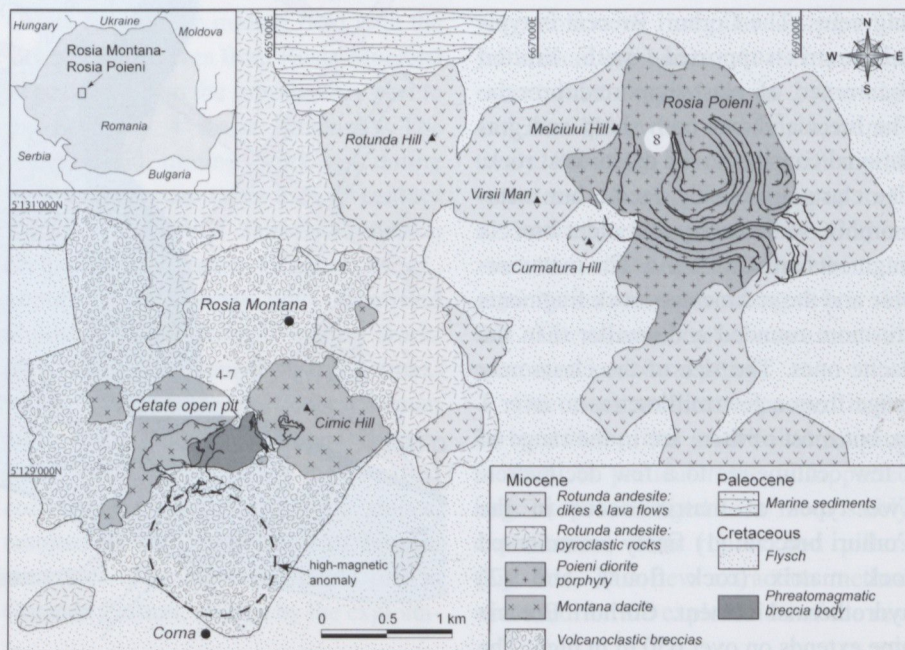 Hungary
Ukraine
Moldova
Rosia Montana-
Rosia Poieni
Romania
Serbia
Bulgaria
665'000E
667'000E
669'000E
N
W E
S
Rosia Poieni
Rotunda Hill
Melciului Hill
8
Virsii Mari
5'131'000N
Curmatura Hill
Rosia Montana
4-7
Cetate open pit
Cirnic Hill
5'129'000N
high-magnetic
anomaly
Corna
0 0.5 1 km
Miocene
Rotunda andesite:
dikes & lava flows
Rotunda andesite:
pyroclastic rocks
Poieni diorite
porphyry
Montana dacite
Volcanoclastic breccias
Paleocene
Marine sediments
Cretaceous
Flysch
Phreatomagmatic
breccia body